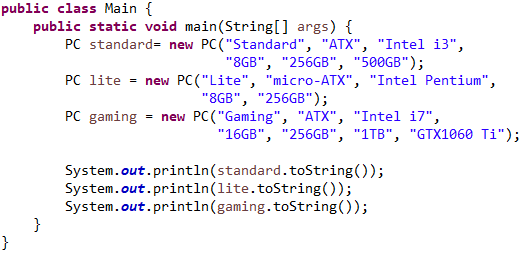 public class Main {
public static void main(String[] args) {
PC standard= new PC("Standard", "ATX", "Intel i3",
"8GB", "256GB", "500GB");
PC lite = new PC("Lite", "micro-ATX", "Intel Pentium",
"8GB", "256GB");
PC gaming = new PC("Gaming", "ATX", "Intel i7",
"16GB", "256GB", "1TB", "GTX1060 Ti");
System.out.println(standard.toString());
System.out.println(lite.toString());
System.out.println(gaming.toString());
}
}